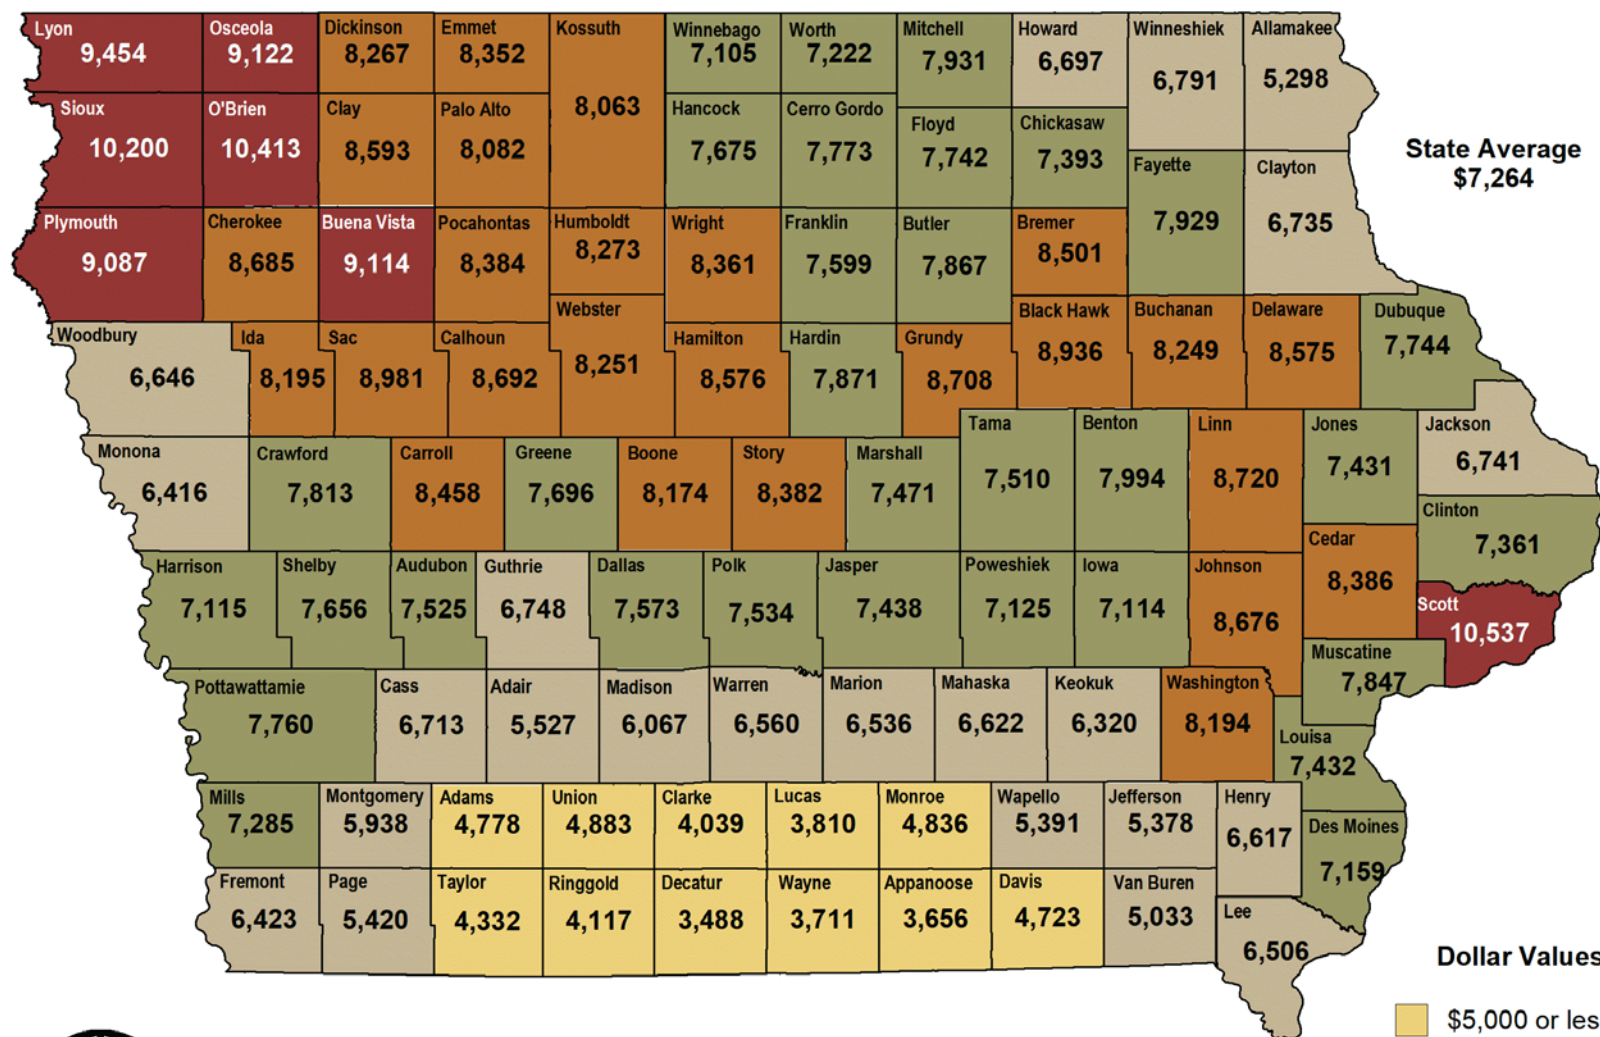 Lyon
9,454
Osceola
9,122
Dickinson
8,267
Emmet
8,352
Kossuth
8,063
Winnebago
7,105
Worth
7,222
Mitchell
7,931
Howard
6,697
Winneshiek
6,791
Allamakee
5,298
Sioux
10,200
O'Brien
10,413
Clay
8,593
Palo Alto
8,082
Hancock
7,675
Cerro Gordo
7,773
Floyd
7,742
Chickasaw
7,393
State Average
$7,264
Fayette
7,929
Clayton
6,735
Plymouth
9,087
Cherokee
8,685
Buena Vista
9,114
Pocahontas
8,384
Humboldt
8,273
Wright
8,361
Franklin
7,599
Butler
7,867
Bremer
8,501
Woodbury
6,646
Ida
8,195
Sac
8,981
Calhoun
8,692
Webster
8,251
Hamilton
8,576
Hardin
7,871
Grundy
8,708
Black Hawk
8,936
Buchanan
8,249
Delaware
8,575
Dubuque
7,744
Monona
6,416
Crawford
7,813
Carroll
8,458
Greene
7,696
Boone
8,174
Story
8,382
Marshall
7,471
Tama
7,510
Benton
7,994
Linn
8,720
Jones
7,431
Jackson
6,741
Clinton
7,361
Cedar
8,386
Harrison
7,115
Shelby
7,656
Audubon
7,525
Guthrie
6,748
Dallas
7,573
Polk
7,534
Jasper
7,438
Poweshiek
7,125
Iowa
7,114
Johnson
8,676
Scott
10,537
Muscatine
7,847
Pottawattamie
7,760
Cass
6,713
Adair
5,527
Madison
6,067
Warren
6,560
Marion
6,536
Mahaska
6,622
Keokuk
6,320
Washington
8,194
Louisa
7,432
Mills
7,285
Montgomery
5,938
Adams
4,778
Union
4,883
Clarke
4,039
Lucas
3,810
Monroe
4,836
Wapello
5,391
Jefferson
5,378
Henry
6,617
Des Moines
7,159
Fremont
6,423
Page
5,420
Taylor
4,332
Ringgold
4,117
Decatur
3,488
Wayne
3,711
Appanoose
3,656
Davis
4,723
Van Buren
5,033
Lee
6,506
Dollar Values
$5,000 or les